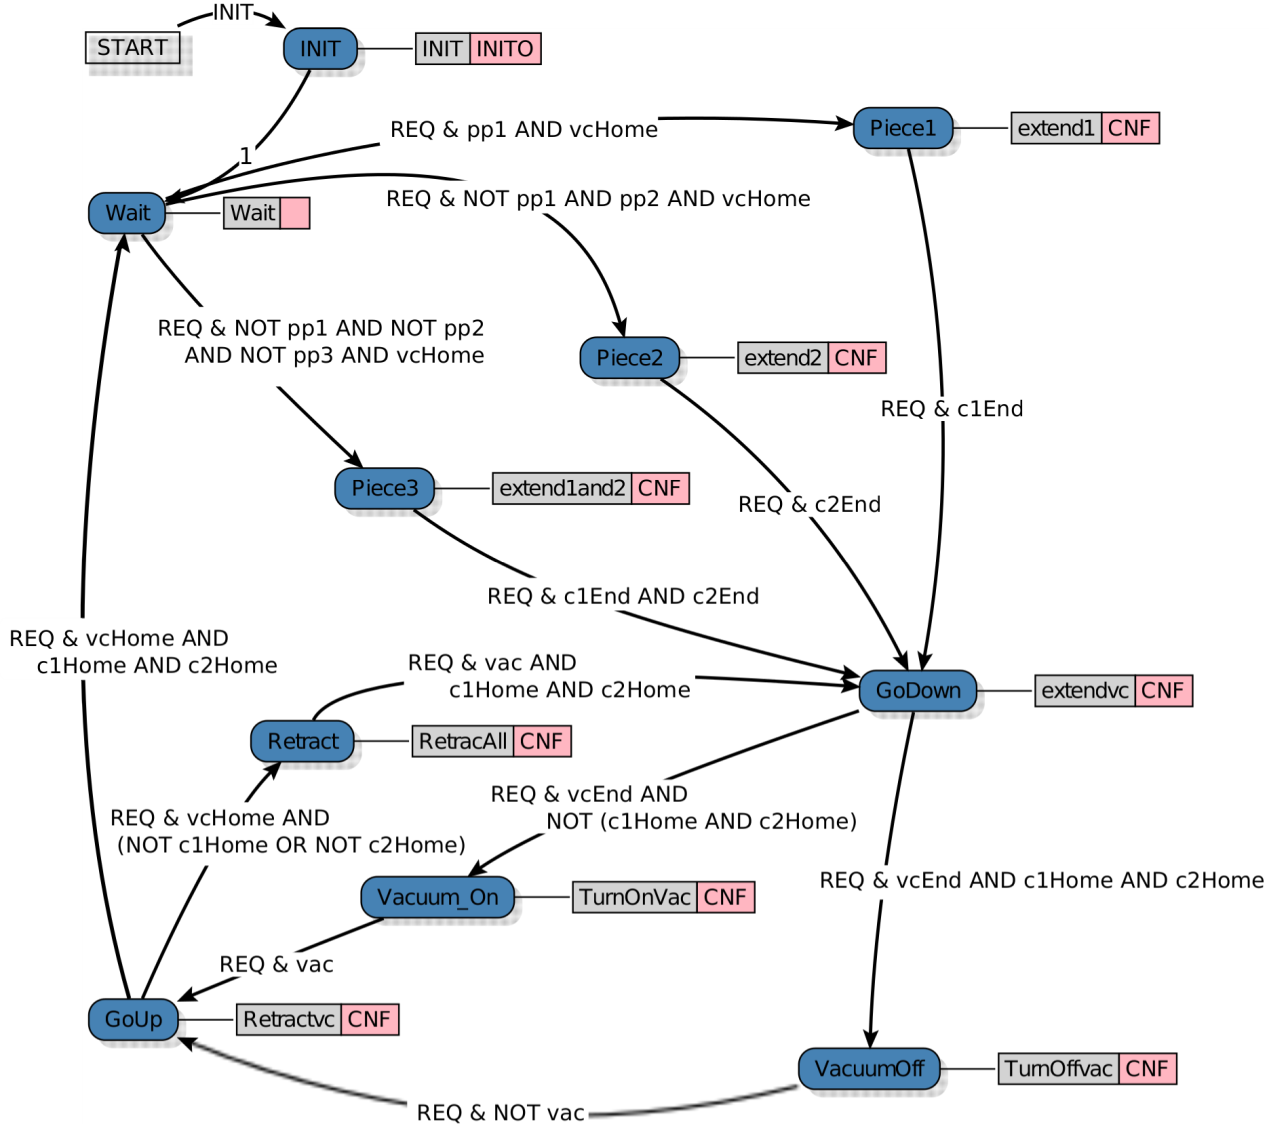 INIT
START
INIT
INIT INITO
REQ & pp1 AND vcHome
Piece1
extend1 CNF
1
Wait
Wait
REQ & NOT pp1 AND pp2 AND vcHome
REQ & NOT pp1 AND NOT pp2
AND NOT pp3 AND vcHome
Piece2
extend2 CNF
REQ & c1End
Piece3
extend1and2 CNF
REQ & c2End
REQ & c1End AND c2End
REQ & vcHome AND
c1Home AND c2Home
REQ & vac AND
c1Home AND c2Home
GoDown
extendvc CNF
Retract
RetracAll CNF
REQ & vcEnd AND
NOT (c1Home AND c2Home)
REQ & vcHome AND
(NOT c1Home OR NOT c2Home)
REQ & vcEnd AND c1Home AND c2Home
Vacuum_On
TurnOnVac CNF
REQ & vac
GoUp
Retractvc CNF
VacuumOff
TurnOffvac CNF
REQ & NOT vac